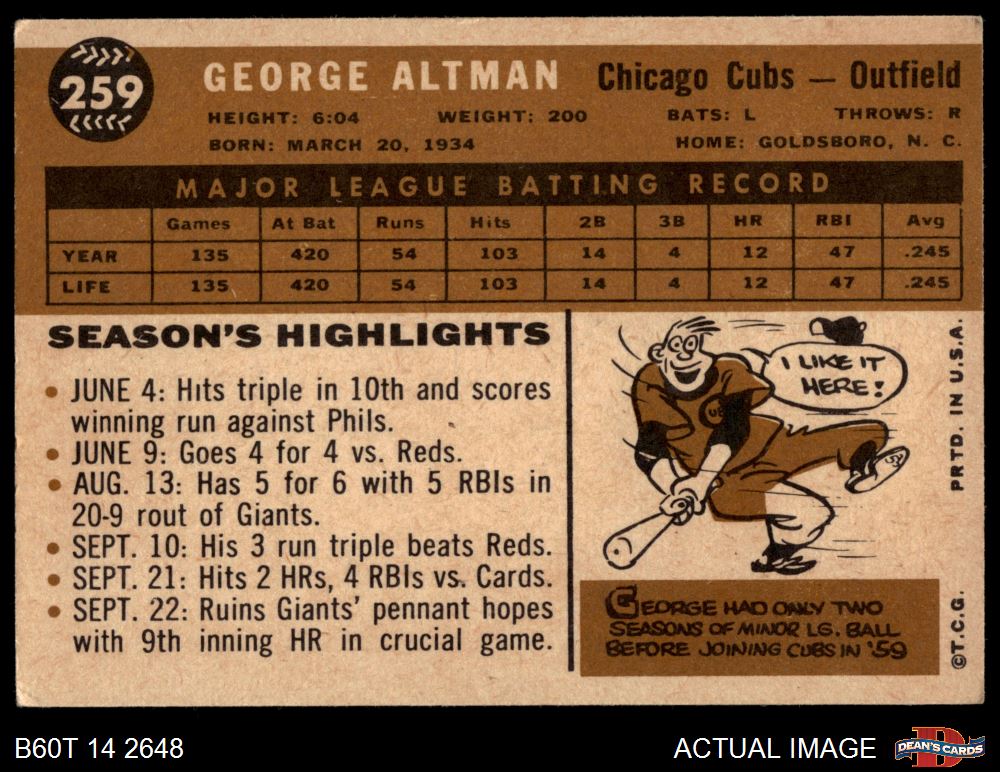 259
GEORGE ALTMAN
Chicago Cubs — Outfield
HEIGHT: 6:04 WEIGHT: 200 BATS: L THROWS: R
BORN: MARCH 20, 1934 HOME: GOLDSBORO, N. C.
MAJOR LEAGUE BATTING RECORD
Games At Bat Runs Hits 2B 3B HR RBI Avg
YEAR 135 420 54 103 14 4 12 47 .245
LIFE 135 420 54 103 14 4 12 47 .245
SEASON'S HIGHLIGHTS
• JUNE 4: Hits triple in 10th and scores
winning run against Phils.
• JUNE 9: Goes 4 for 4 vs. Reds.
• AUG. 13: Has 5 for 6 with 5 RBIs in
20-9 rout of Giants.
• SEPT. 10: His 3 run triple beats Reds.
• SEPT. 21: Hits 2 HRs, 4 RBIs vs. Cards.
• SEPT. 22: Ruins Giants' pennant hopes
with 9th inning HR in crucial game.
I LIKE IT
HERE!
GEORGE HAD ONLY TWO
SEASONS OF MINOR LG. BALL
BEFORE JOINING CUBS IN '59
©T.C.G. PRTD. IN U.S.A.
B60T 14 2648
ACTUAL IMAGE
DEAN'S CARDS